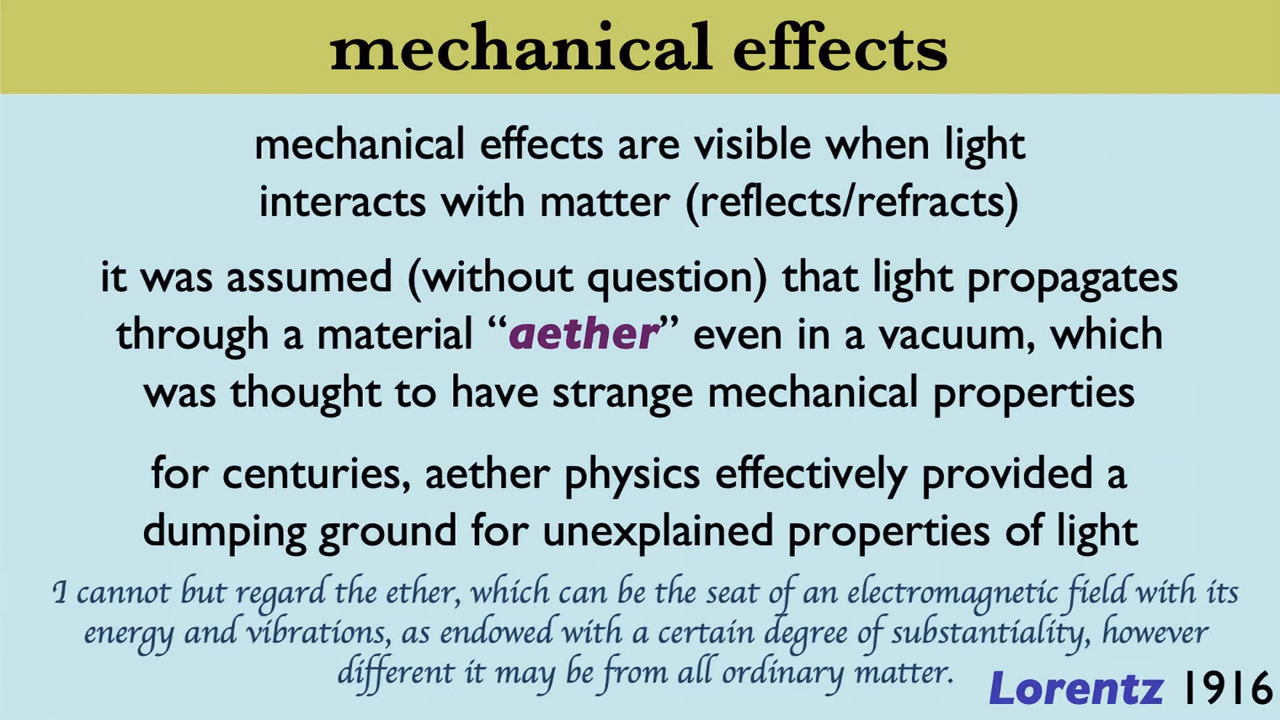 mechanical effects
mechanical effects are visible when light
interacts with matter (reflects/refracts)
it was assumed (without question) that light propagates
through a material “aether” even in a vacuum, which
was thought to have strange mechanical properties
for centuries, aether physics effectively provided a
dumping ground for unexplained properties of light
I cannot but regard the ether, which can be the seat of an electromagnetic field with its
energy and vibrations, as endowed with a certain degree of substantiality, however
different it may be from all ordinary matter.
Lorentz 1916